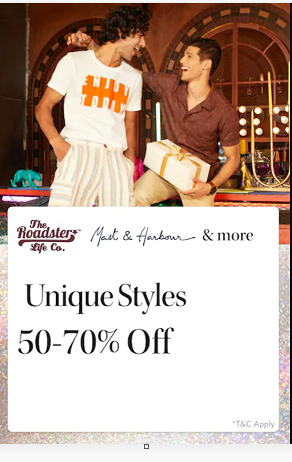 The
Roadster
Life Co.
Mast & Harbour & more
Unique Styles
50-70% Off
*T&C Apply